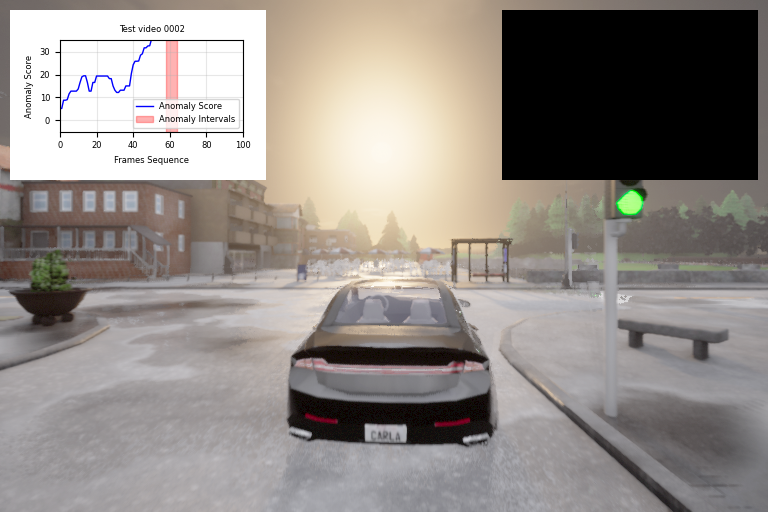 Test video 0002
Anomaly Score
30
20
10
0
Anomaly Score
Anomaly Intervals
0 20 40 60 80 100
Frames Sequence
CARLA